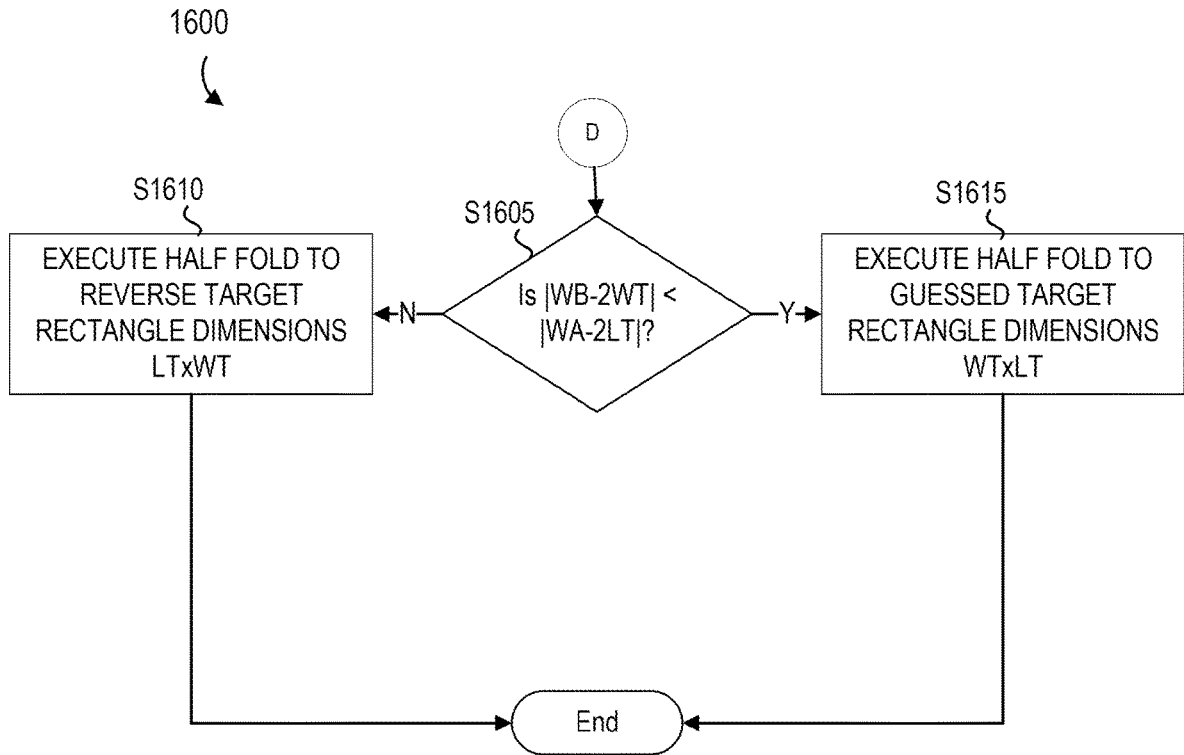 1600
D
S1610
S1605
S1615
EXECUTE HALF FOLD TO
REVERSE TARGET
RECTANGLE DIMENSIONS
LTxWT
N
Is |WB-2WT| <
|WA-2LT|?
Y
EXECUTE HALF FOLD TO
GUESSED TARGET
RECTANGLE DIMENSIONS
WTxLT
End